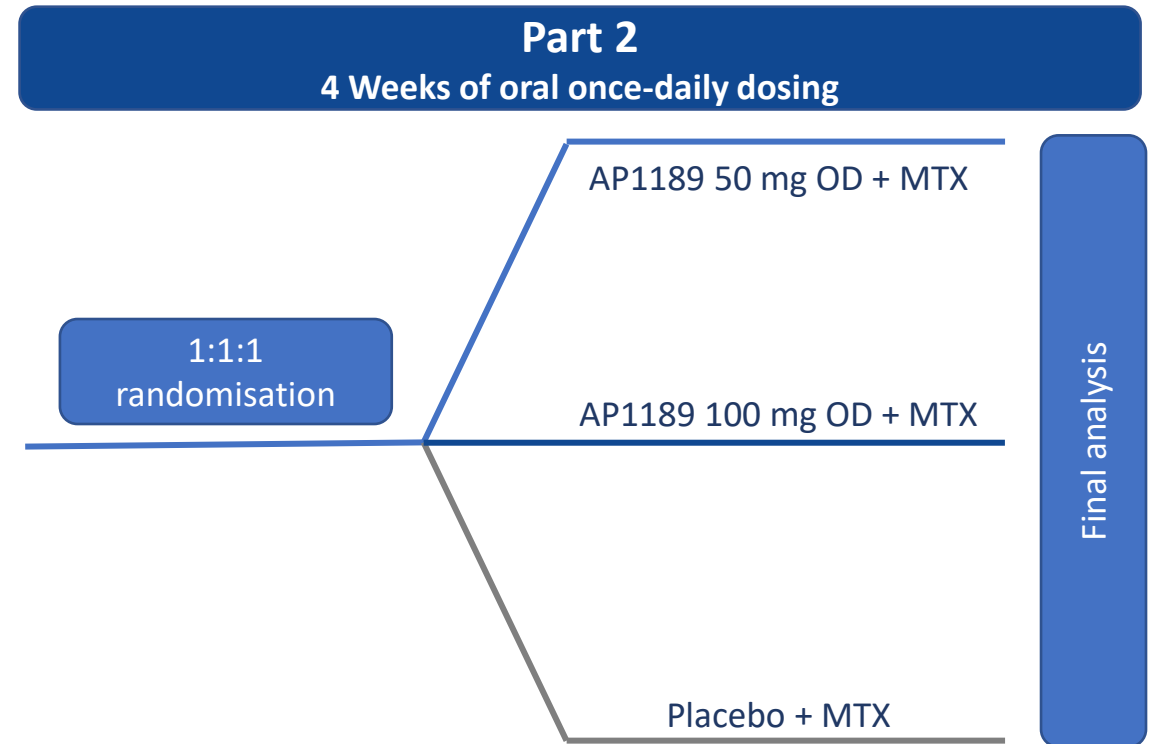 Part 2
4 Weeks of oral once-daily dosing
AP1189 50 mg OD + MTX
1:1:1
randomisation
AP1189 100 mg OD + MTX
Placebo + MTX
Final analysis